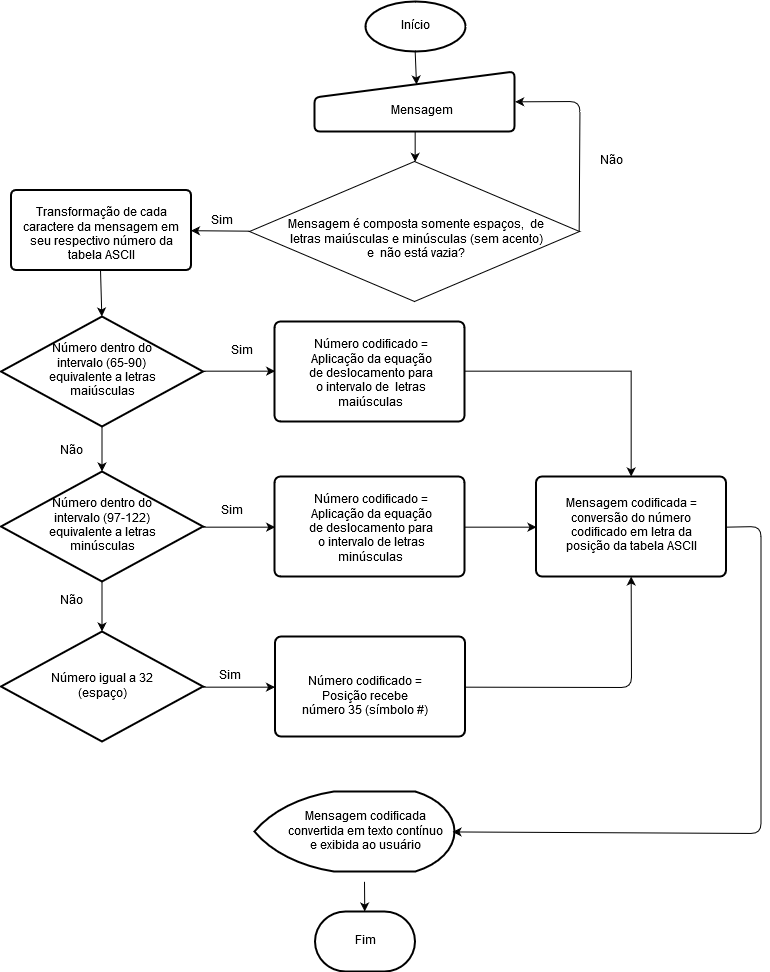 Início
Mensagem
Não
Mensagem é composta somente espaços, de
letras maiúsculas e minúsculas (sem acento)
e não está vazia?
Sim
Transformação de cada
caractere da mensagem em
seu respectivo número da
tabela ASCII
Número dentro do
intervalo (65-90)
equivalente a letras
maiúsculas
Sim
Número codificado =
Aplicação da equação
de deslocamento para
o intervalo de letras
maiúsculas
Não
Número dentro do
intervalo (97-122)
equivalente a letras
minúsculas
Sim
Número codificado =
Aplicação da equação
de deslocamento para
o intervalo de letras
minúsculas
Mensagem codificada =
conversão do número
codificado em letra da
posição da tabela ASCII
Não
Número igual a 32
(espaço)
Sim
Número codificado =
Posição recebe
número 35 (símbolo #)
Mensagem codificada
convertida em texto contínuo
e exibida ao usuário
Fim